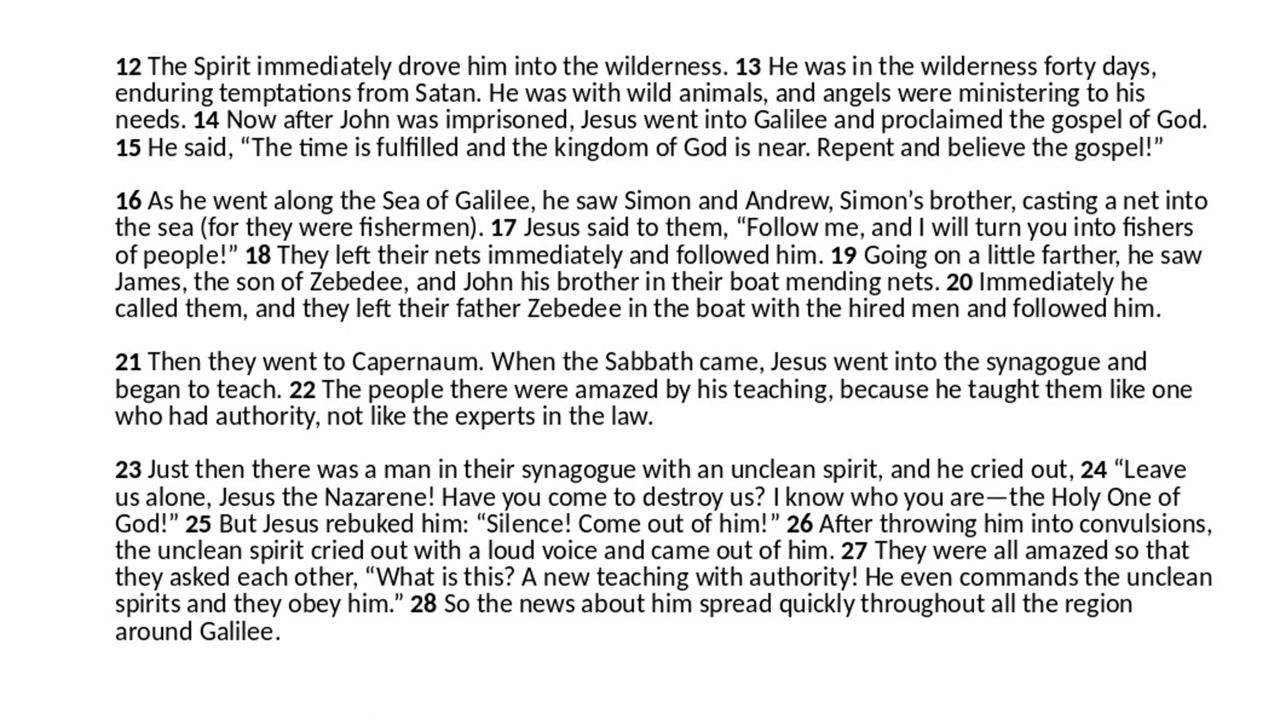 12 The Spirit immediately drove him into the wilderness. 13 He was in the wilderness forty days,
enduring temptations from Satan. He was with wild animals, and angels were ministering to his
needs. 14 Now after John was imprisoned, Jesus went into Galilee and proclaimed the gospel of God.
15 He said, “The time is fulfilled and the kingdom of God is near. Repent and believe the gospel!”
16 As he went along the Sea of Galilee, he saw Simon and Andrew, Simon’s brother, casting a net into
the sea (for they were fishermen). 17 Jesus said to them, “Follow me, and I will turn you into fishers
of people!” 18 They left their nets immediately and followed him. 19 Going on a little farther, he saw
James, the son of Zebedee, and John his brother in their boat mending nets. 20 Immediately he
called them, and they left their father Zebedee in the boat with the hired men and followed him.
21 Then they went to Capernaum. When the Sabbath came, Jesus went into the synagogue and
began to teach. 22 The people there were amazed by his teaching, because he taught them like one
who had authority, not like the experts in the law.
23 Just then there was a man in their synagogue with an unclean spirit, and he cried out, 24 “Leave
us alone, Jesus the Nazarene! Have you come to destroy us? I know who you are—the Holy One of
God!” 25 But Jesus rebuked him: “Silence! Come out of him!” 26 After throwing him into convulsions,
the unclean spirit cried out with a loud voice and came out of him. 27 They were all amazed so that
they asked each other, “What is this? A new teaching with authority! He even commands the unclean
spirits and they obey him.” 28 So the news about him spread quickly throughout all the region
around Galilee.